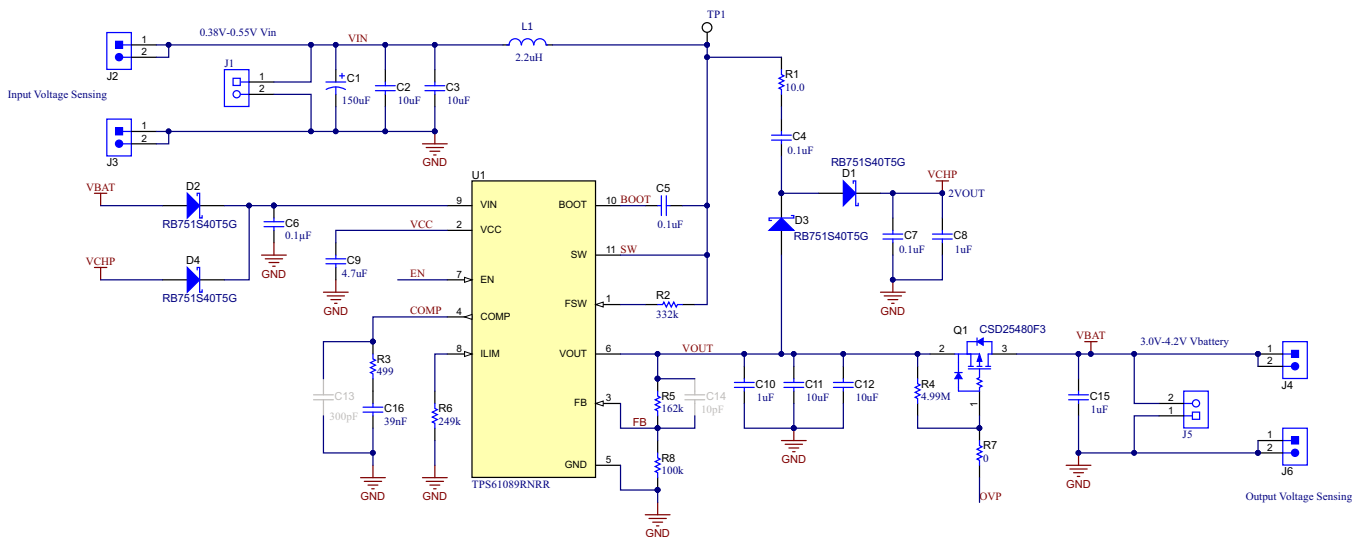 TP1
0.38V-0.55V Vin
VIN
L1
2.2uH
1
2
J2
J1
1
2
C1
150uF
C2
10uF
C3
10uF
R1
10.0
Input Voltage Sensing
1
2
J3
GND
C4
0.1uF
RB751S40T5G
D1
VCHP
2VOUT
U1
VBAT
D2
RB751S40T5G
9
VIN
BOOT
10
BOOT
C5
0.1uF
C6
0.1µF
GND
VCC
2
VCC
D3
RB751S40T5G
C7
0.1uF
C8
1uF
GND
SW
11
SW
VCHP
D4
RB751S40T5G
C9
4.7uF
GND
EN
7
EN
FSW
1
R2
332k
COMP
4
COMP
8
ILIM
VOUT
6
VOUT
Q1
CSD25480F3
2
3
1
VBAT
3.0V-4.2V Vbattery
1
2
J4
R3
499
C13
300pF
C16
39nF
GND
R6
249k
GND
FB
3
FB
R5
162k
C14
10pF
R8
100k
GND
5
GND
TPS61089RNRR
C10
1uF
C11
10uF
C12
10uF
GND
R4
4.99M
R7
0
OVP
C15
1uF
GND
2
1
J5
1
2
J6
Output Voltage Sensing